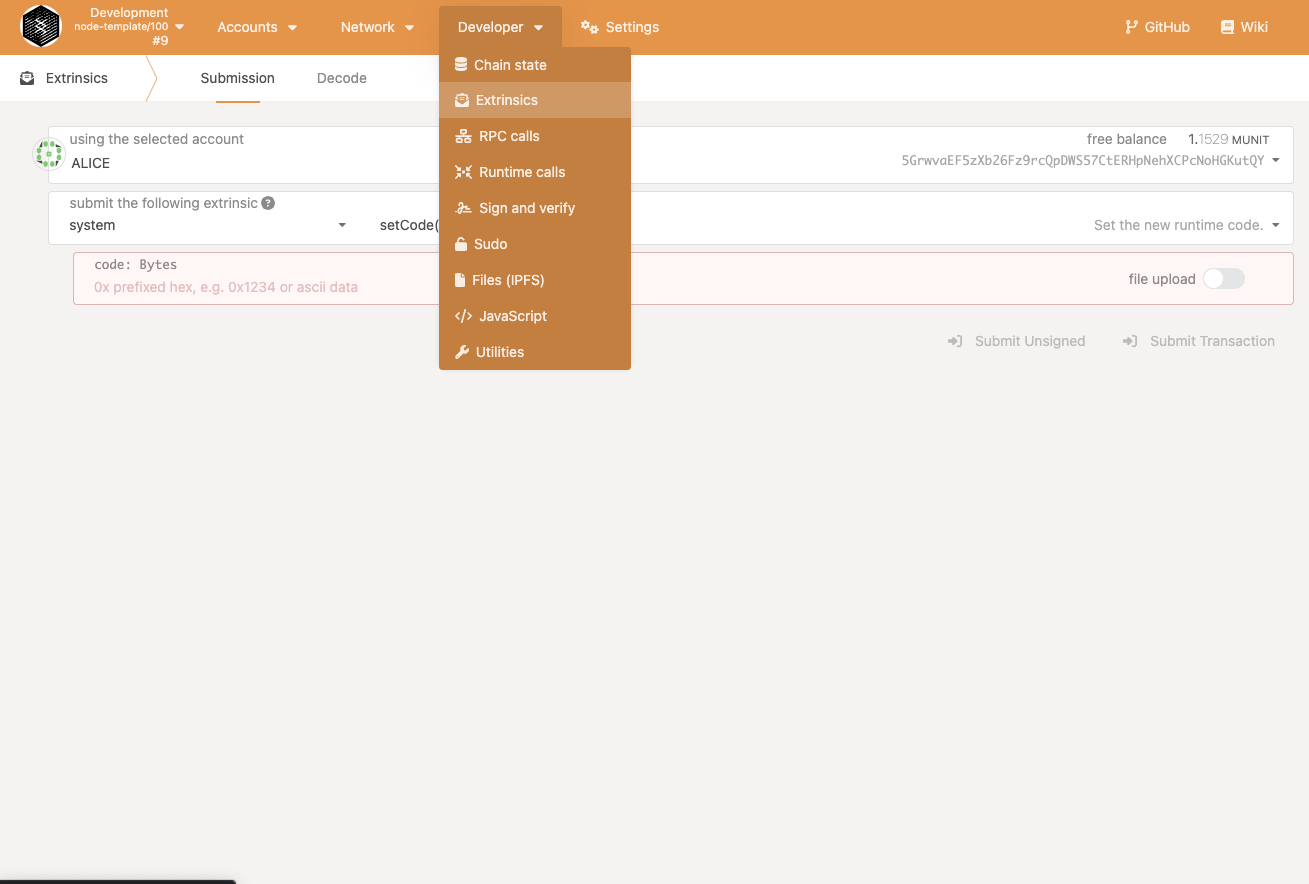 Development
node-template/100
#9
Accounts
Network
Developer
Settings
GitHub
Wiki
Extrinsics
Submission
Decode
Chain state
Extrinsics
RPC calls
Runtime calls
Sign and verify
Sudo
Files (IPFS)
JavaScript
Utilities
using the selected account
ALICE
free balance 1.1529 MUNIT
5GrwvaEF5zXb26Fz9rcQpDWS57CtERHpNehXCPcNoHGKutQY
submit the following extrinsic ?
system
setCode(
Set the new runtime code.
code: Bytes
0x prefixed hex, e.g. 0x1234 or ascii data
file upload
Submit Unsigned
Submit Transaction